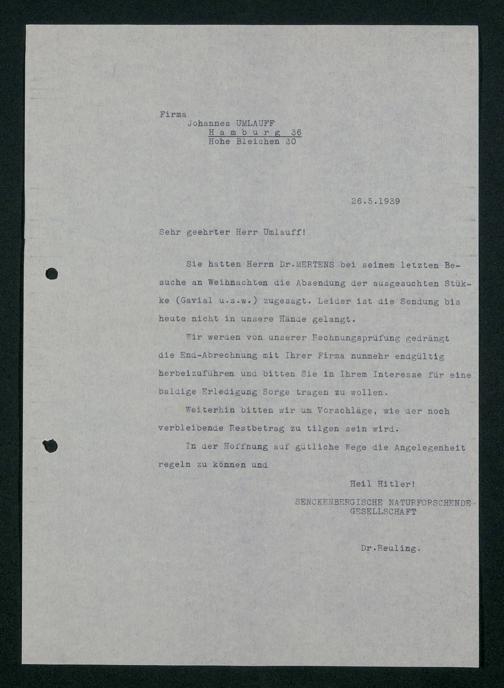 Firma
Johannes UMLAUFF
H a m b u r g  36
Hohe Bleichen 30
26.5.1939
Sehr geehrter Herr Umlauff!
Sie hatten Herrn Dr.MERTENS bei seinem letzten Be-
suche an Weihnachten die Absendung der ausgesuchten Stük-
ke (Gavial u.s.w.) zugesagt. Leider ist die Sendung bis
heute nicht in unsere Hände gelangt.
Wir werden von unserer Rechnungsprüfung gedrängt
die End-Abrechnung mit Ihrer Firma nunmehr endgültig
herbeizuführen und bitten Sie in Ihrem Interesse für eine
baldige Erledigung Sorge tragen zu wollen.
Weiterhin bitten wir um Vorschläge, wie der noch
verbleibende Restbetrag zu tilgen sein wird.
In der Hoffnung auf gütliche Wege die Angelegenheit
regeln zu können und
Heil Hitler!
SENCKENBERGISCHE NATURFORSCHENDE-
GESELLSCHAFT
Dr.Reuling.